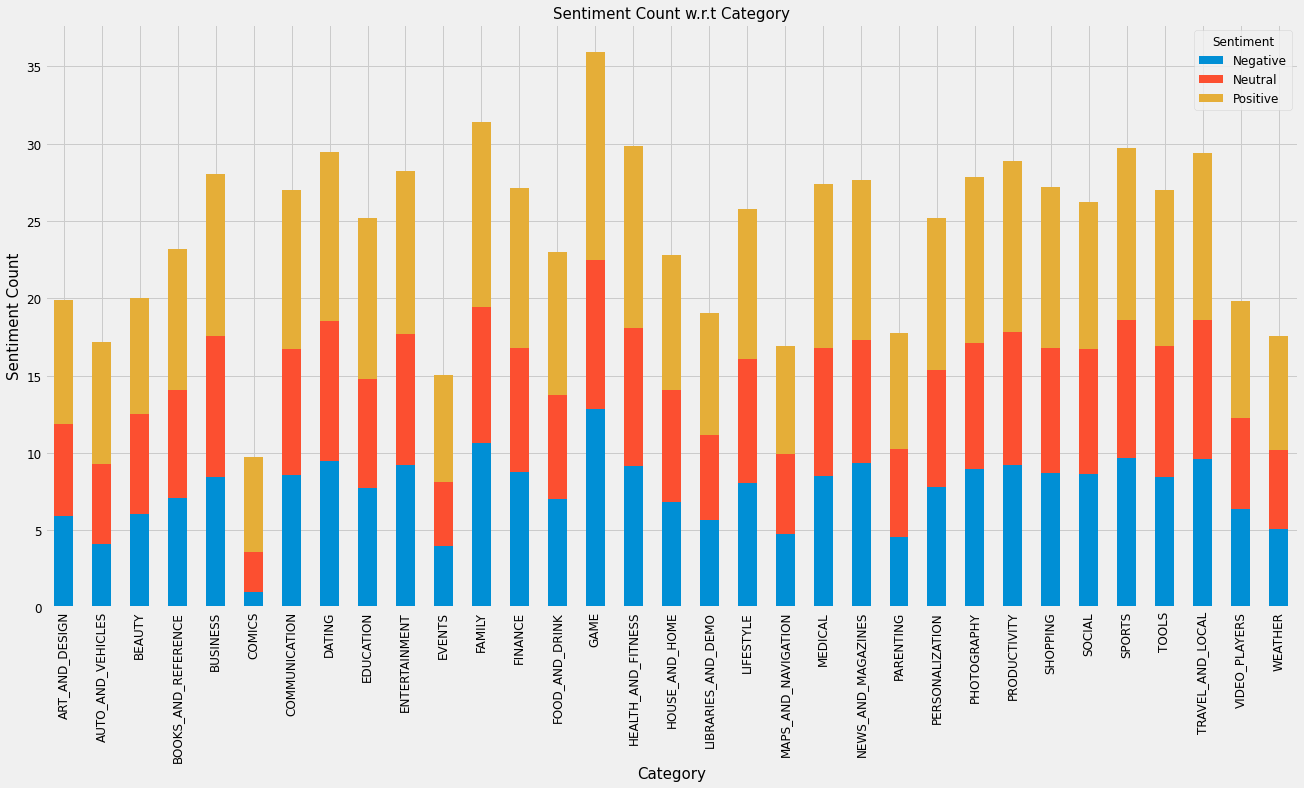 Sentiment Count w.r.t Category
Sentiment
Negative
Neutral
Positive
Sentiment Count
35
30
25
20
15
10
5
0
ART_AND_DESIGN
AUTO_AND_VEHICLES
BEAUTY
BOOKS_AND_REFERENCE
BUSINESS
COMICS
COMMUNICATION
DATING
EDUCATION
ENTERTAINMENT
EVENTS
FAMILY
FINANCE
FOOD_AND_DRINK
GAME
HEALTH_AND_FITNESS
HOUSE_AND_HOME
LIBRARIES_AND_DEMO
LIFESTYLE
MAPS_AND_NAVIGATION
MEDICAL
NEWS_AND_MAGAZINES
PARENTING
PERSONALIZATION
PHOTOGRAPHY
PRODUCTIVITY
SHOPPING
SOCIAL
SPORTS
TOOLS
TRAVEL_AND_LOCAL
VIDEO_PLAYERS
WEATHER
Category